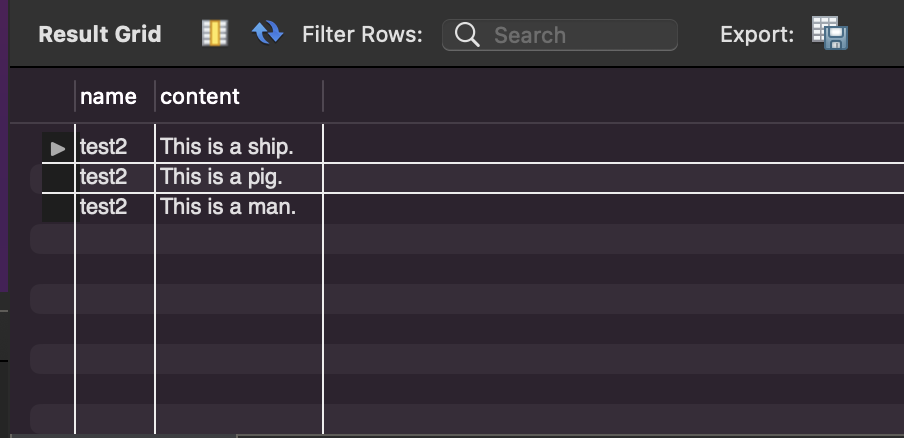 Result Grid Filter Rows: Search Export:
name content
test2 This is a ship.
test2 This is a pig.
test2 This is a man.